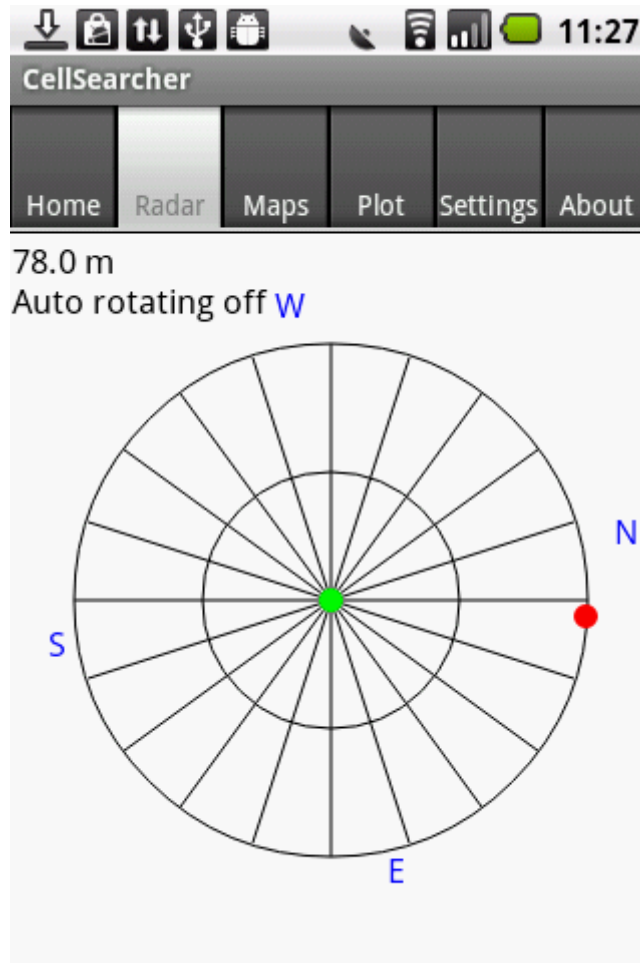 11:27
CellSearcher
Home Radar Maps Plot Settings About
78.0 m
Auto rotating off W
N
S
E